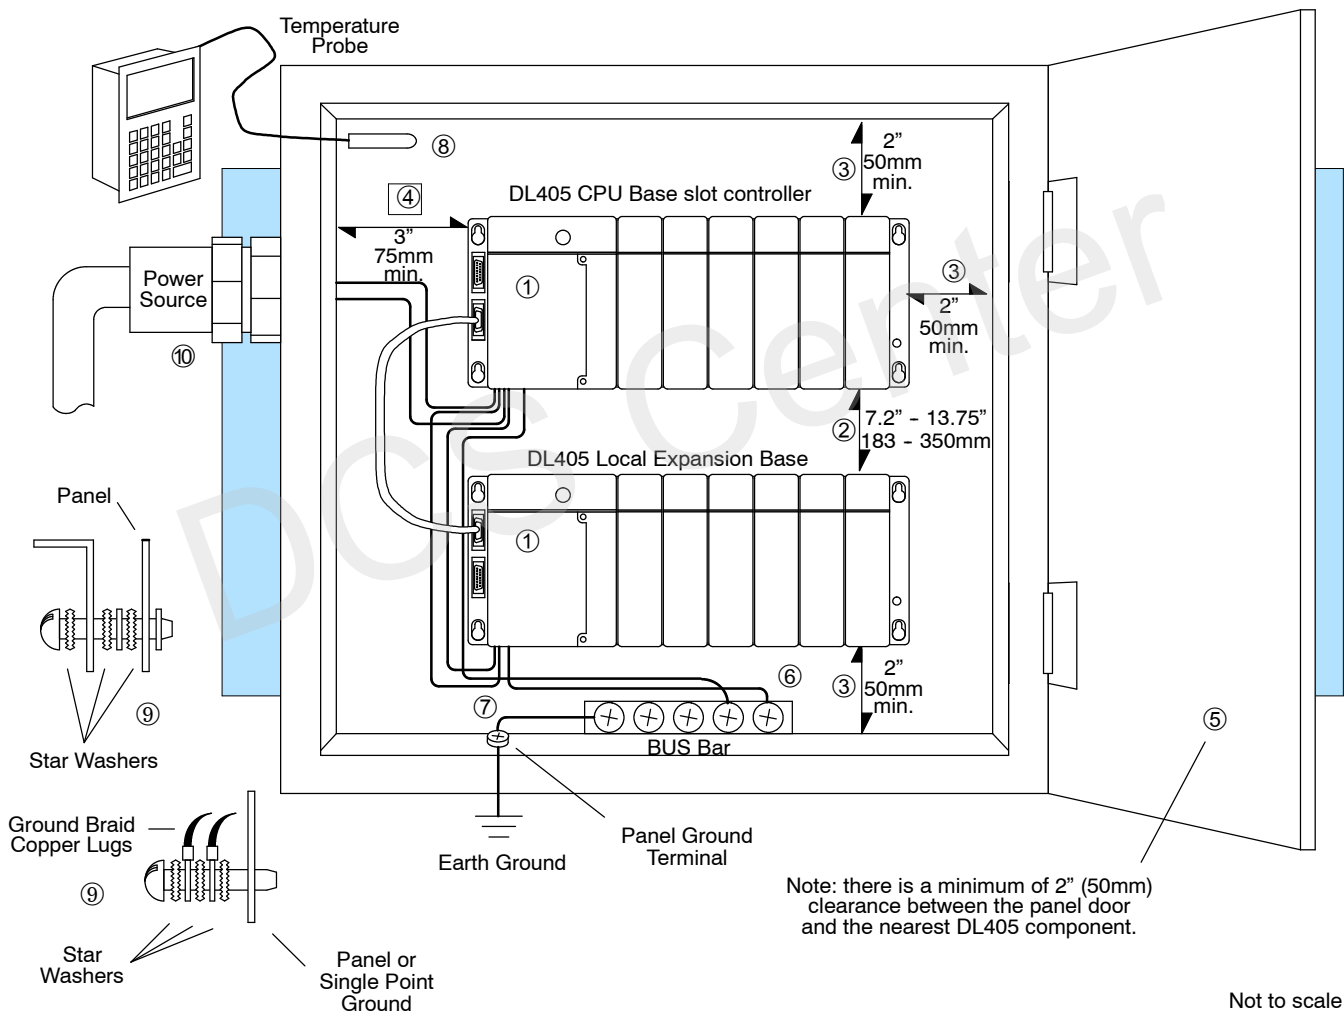 Temperature
Probe
⑧
③
2”
50mm
min.
④
DL405 CPU Base slot controller
3”
75mm
min.
①
③
2”
50mm
min.
Power
Source
⑩
②
7.2” - 13.75”
183 - 350mm
DL405 Local Expansion Base
①
Panel
Star Washers
⑨
⑥
③
2”
50mm
min.
⑦
BUS Bar
⑤
Ground Braid
Copper Lugs
⑨
Star
Washers
Panel or
Single Point
Ground
Earth Ground
Panel Ground
Terminal
Note: there is a minimum of 2” (50mm)
clearance between the panel door
and the nearest DL405 component.
Not to scale
DCS Center